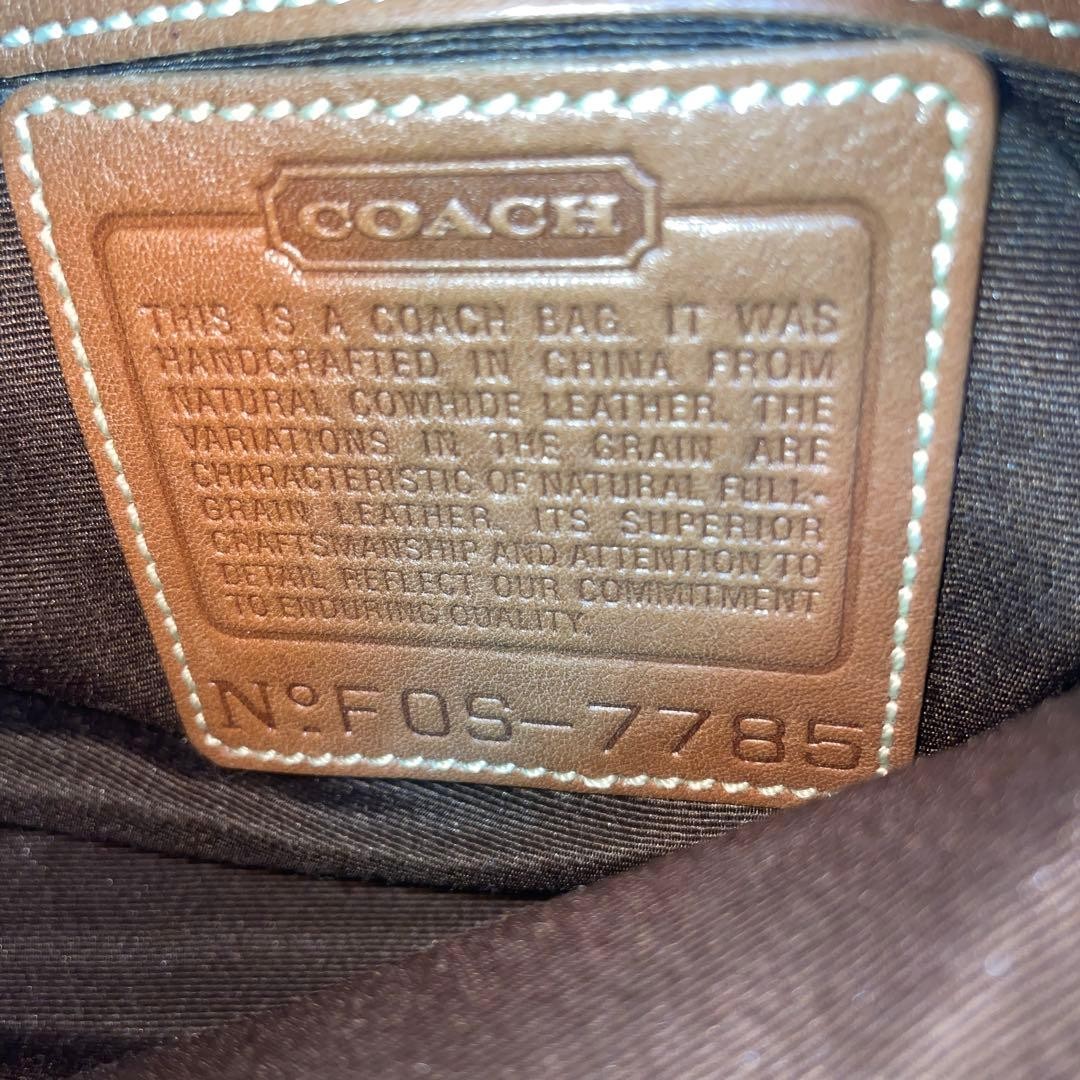 COACH
THIS IS A COACH BAG. IT WAS
HANDCRAFTED IN CHINA FROM
NATURAL COWHIDE LEATHER. THE
VARIATIONS IN THE GRAIN ARE
CHARACTERISTIC OF NATURAL FULL-
GRAIN LEATHER. ITS SUPERIOR
CRAFTSMANSHIP AND ATTENTION TO
DETAIL REFLECT OUR COMMITMENT
TO ENDURING QUALITY.
Nº FOS-7785